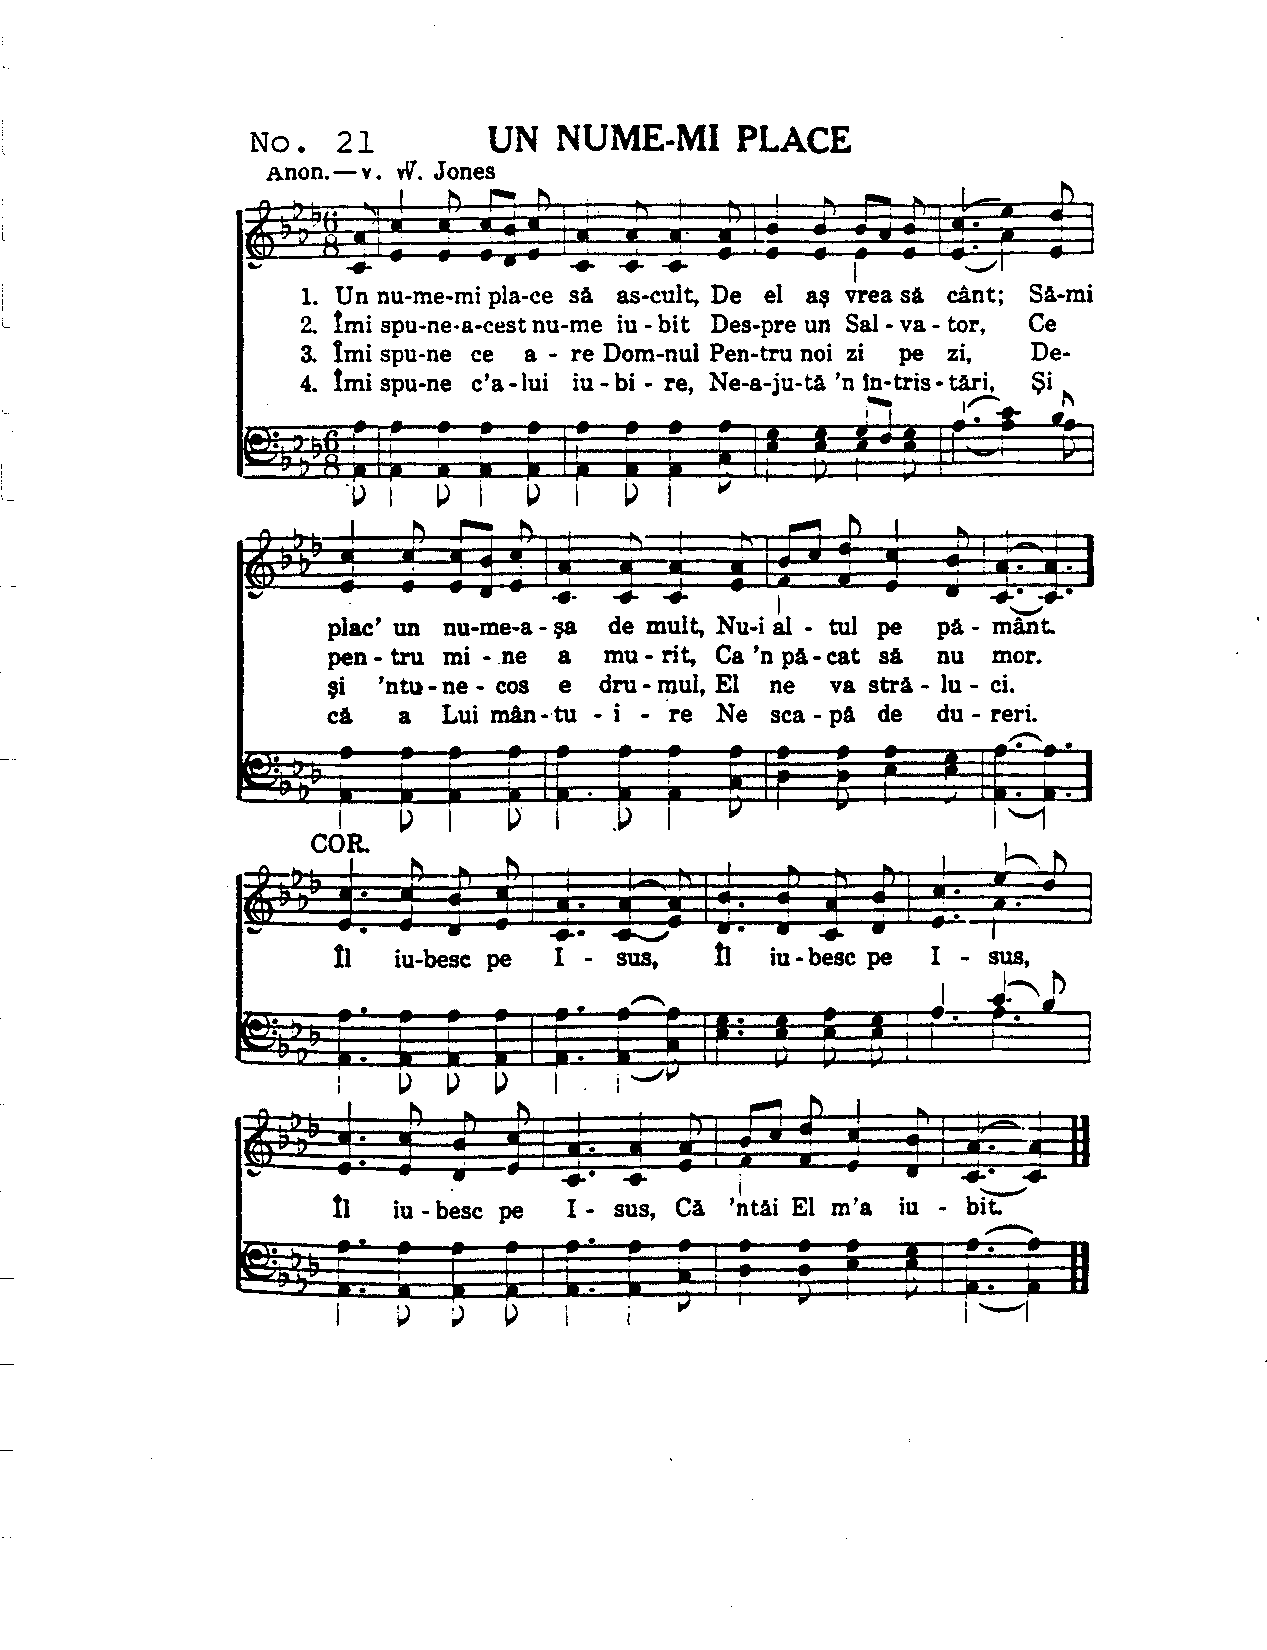 No. 21 UN NUME-MI PLACE
Anon.—v. W. Jones
1. Un nu-me-mi pla-ce să as-cult, De el aş vrea să cânt; Să-mi
2. Îmi spu-ne-a-cest nu-me iu - bit Des-pre un Sal - va - tor, Ce
3. Îmi spu-ne ce a - re Dom-nul Pen-tru noi zi pe zi, De-
4. Îmi spu-ne c'a - lui iu - bi - re, Ne-a-ju-tă 'n în-tris - tări, Şi
plac' un nu-me-a - şa de mult, Nu-i al - tul pe pă - mânt.
pen - tru mi - ne a mu - rit, Ca 'n pă - cat să nu mor.
şi 'ntu - ne - cos e dru - mul, El ne va stră - lu - ci.
că a Lui mân - tu - i - re Ne sca - pă de du - reri.
COR.
Îl iu-besc pe I - sus, Îl iu - besc pe I - sus,
Îl iu - besc pe I - sus, Că 'ntâi El m'a iu - bit.